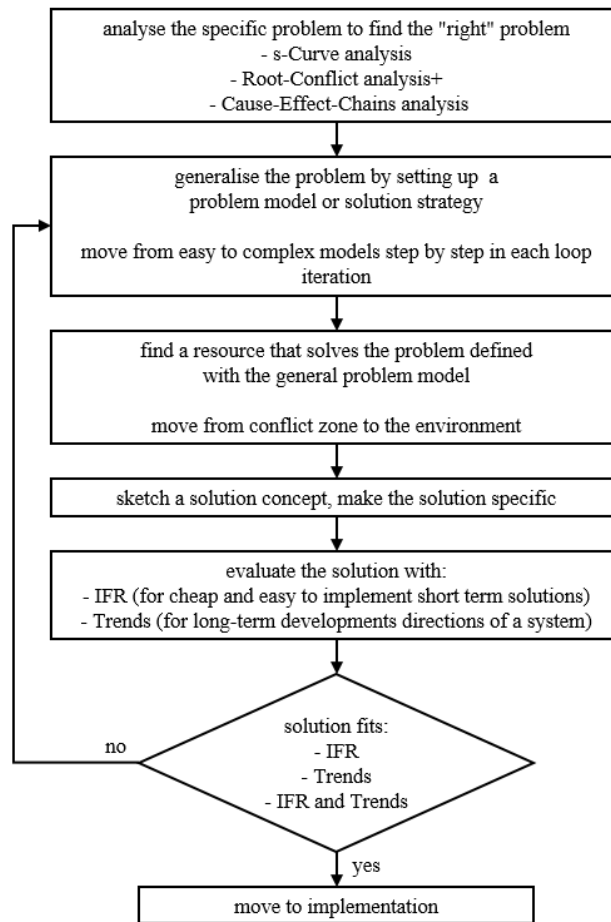 analyse the specific problem to find the "right" problem
- s-Curve analysis
- Root-Conflict analysis+
- Cause-Effect-Chains analysis
generalise the problem by setting up a
problem model or solution strategy
move from easy to complex models step by step in each loop
iteration
find a resource that solves the problem defined
with the general problem model
move from conflict zone to the environment
sketch a solution concept, make the solution specific
evaluate the solution with:
- IFR (for cheap and easy to implement short term solutions)
- Trends (for long-term developments directions of a system)
solution fits:
- IFR
- Trends
- IFR and Trends
no
yes
move to implementation